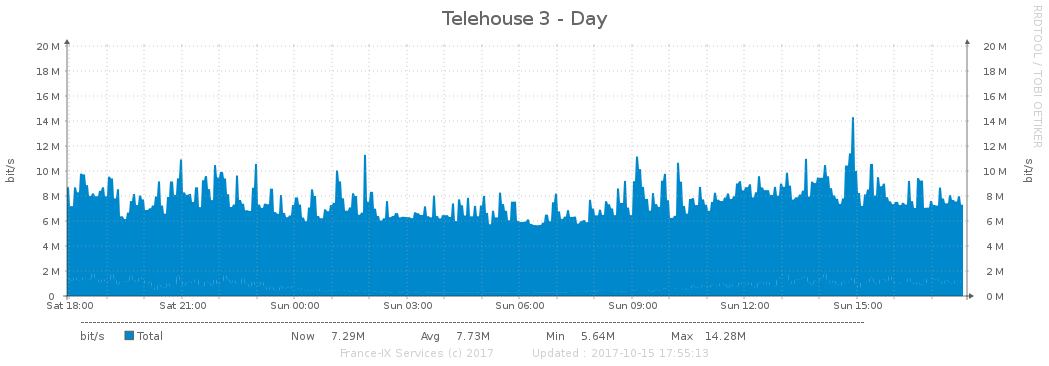 Telehouse 3 - Day
RRDTOOL / TOBI OETIKER
bit/s
20 M 20 M
18 M 18 M
16 M 16 M
14 M 14 M
12 M 12 M
10 M 10 M
8 M 8 M
6 M 6 M
4 M 4 M
2 M 2 M
0 0 M
bit/s
Sat 18:00 Sat 21:00 Sun 00:00 Sun 03:00 Sun 06:00 Sun 09:00 Sun 12:00 Sun 15:00
bit/s Total Now 7.29M Avg 7.73M Min 5.64M Max 14.28M
France-IX Services (c) 2017 Updated : 2017-10-15 17:55:13